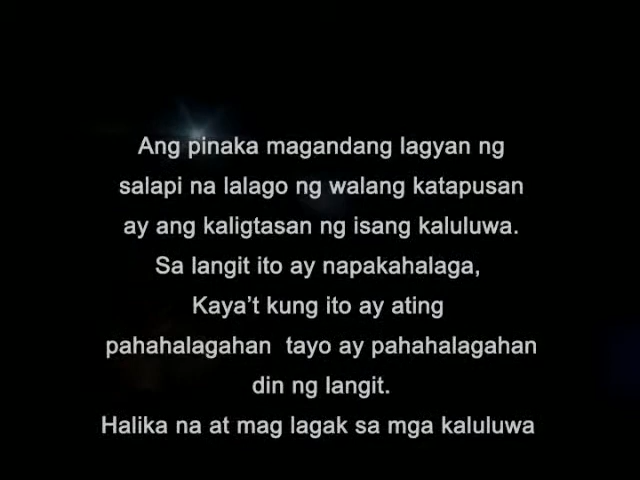 Ang pinaka magandang lagyan ng
salapi na lalago ng walang katapusan
ay ang kaligtasan ng isang kaluluwa.
Sa langit ito ay napakahalaga,
Kaya't kung ito ay ating
pahahalagahan  tayo ay pahahalagahan
din ng langit.
Halika na at mag lagak sa mga kaluluwa